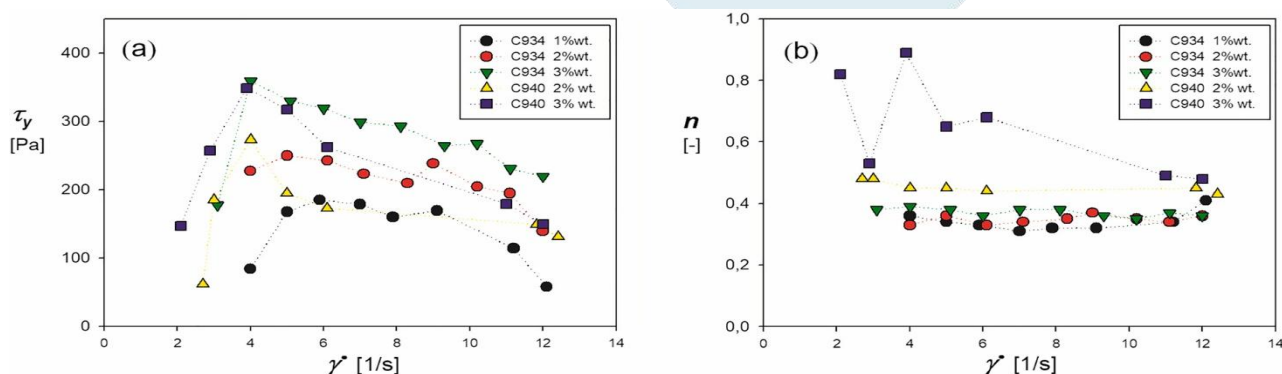 (a)
C934 1%wt.
C934 2%wt.
C934 3%wt.
C940 2% wt.
C940 3% wt.
400
300
200
100
0
τy
[Pa]
0 2 4 6 8 10 12 14
γ• [1/s]
(b)
C934 1%wt.
C934 2%wt.
C934 3%wt.
C940 2% wt.
C940 3% wt.
1,0
0,8
0,6
0,4
0,2
0,0
n
[-]
0 2 4 6 8 10 12 14
γ• [1/s]